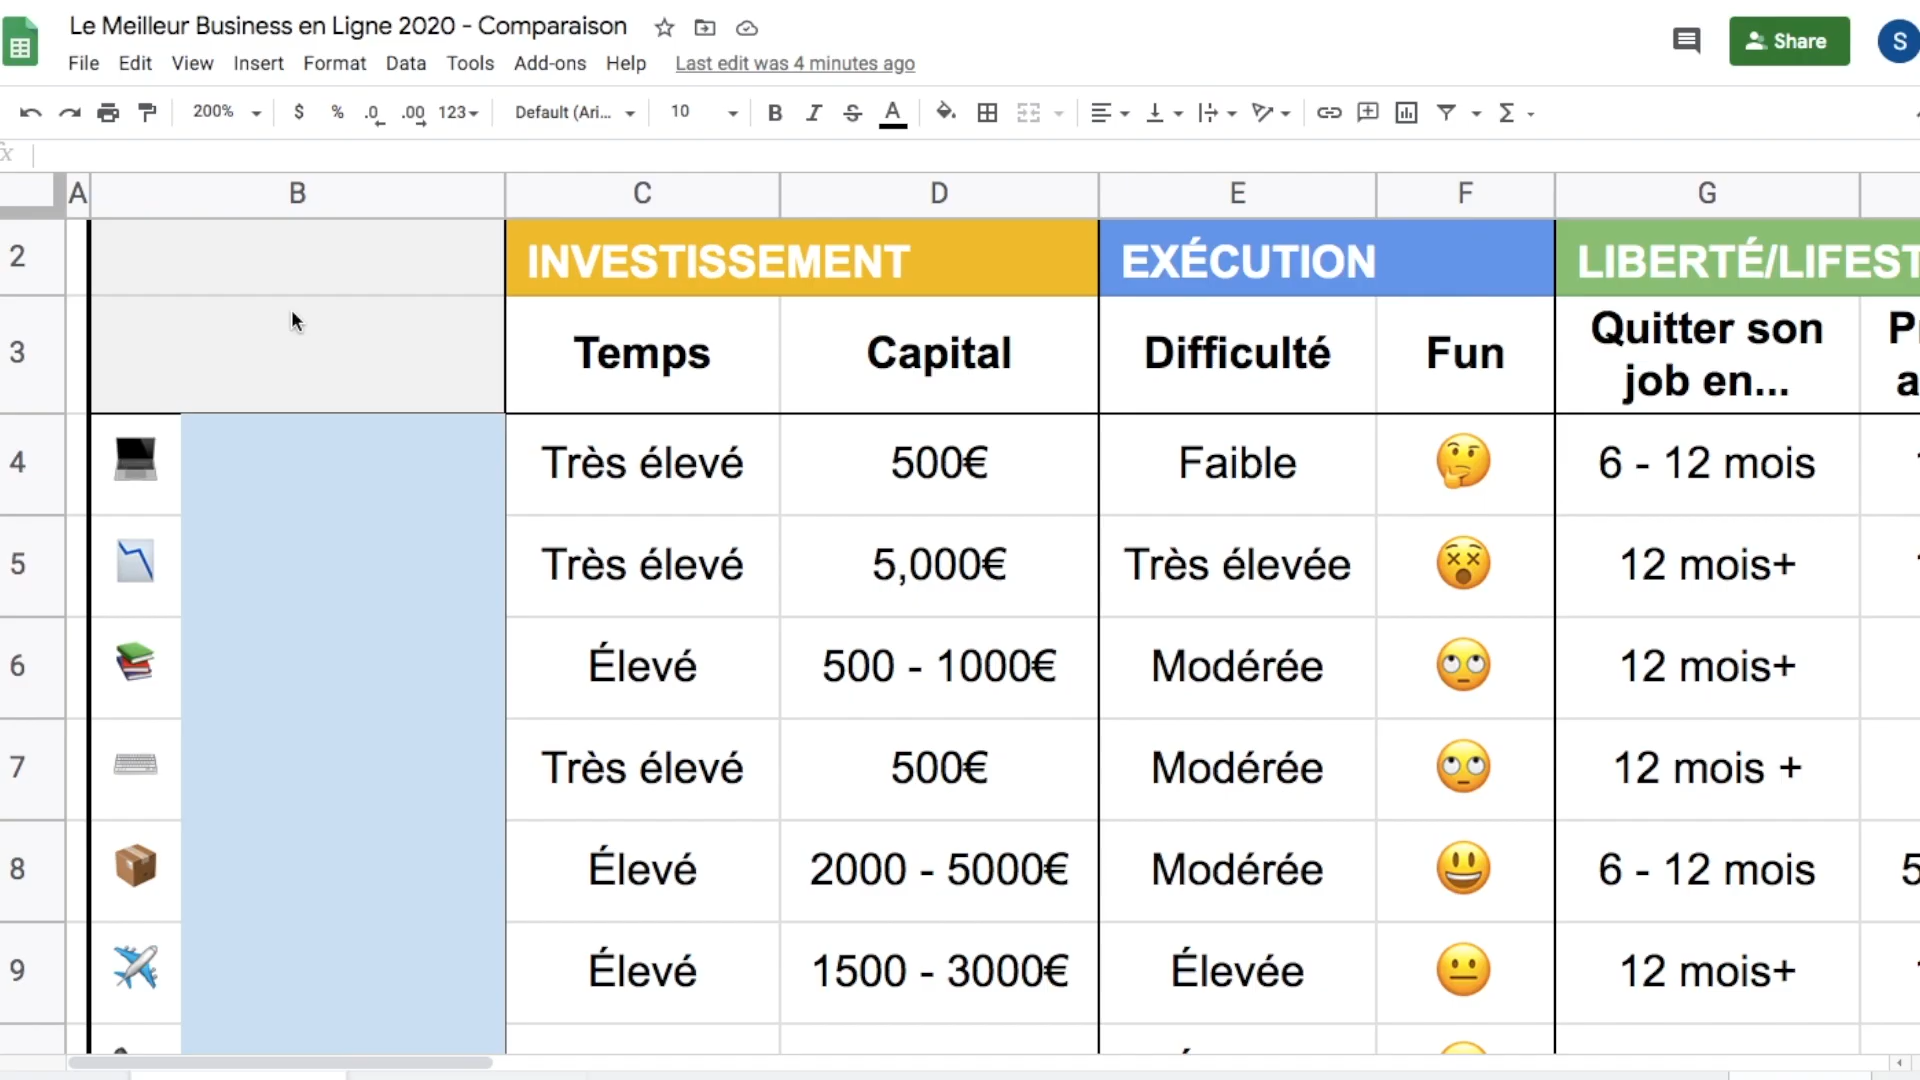 Le Meilleur Business en Ligne 2020 - Comparaison
Share
S
File Edit View Insert Format Data Tools Add-ons Help Last edit was 4 minutes ago
200% $ % .0 .00 123 Default (Ari... 10 B I S A Σ
fx
A B C D E F G
2 INVESTISSEMENT EXÉCUTION LIBERTÉ/LIFEST
3 Temps Capital Difficulté Fun Quitter son job en...
4 Très élevé 500€ Faible 6 - 12 mois
5 Très élevé 5,000€ Très élevée 12 mois+
6 Élevé 500 - 1000€ Modérée 12 mois+
7 Très élevé 500€ Modérée 12 mois +
8 Élevé 2000 - 5000€ Modérée 6 - 12 mois 5
9 Élevé 1500 - 3000€ Élevée 12 mois+